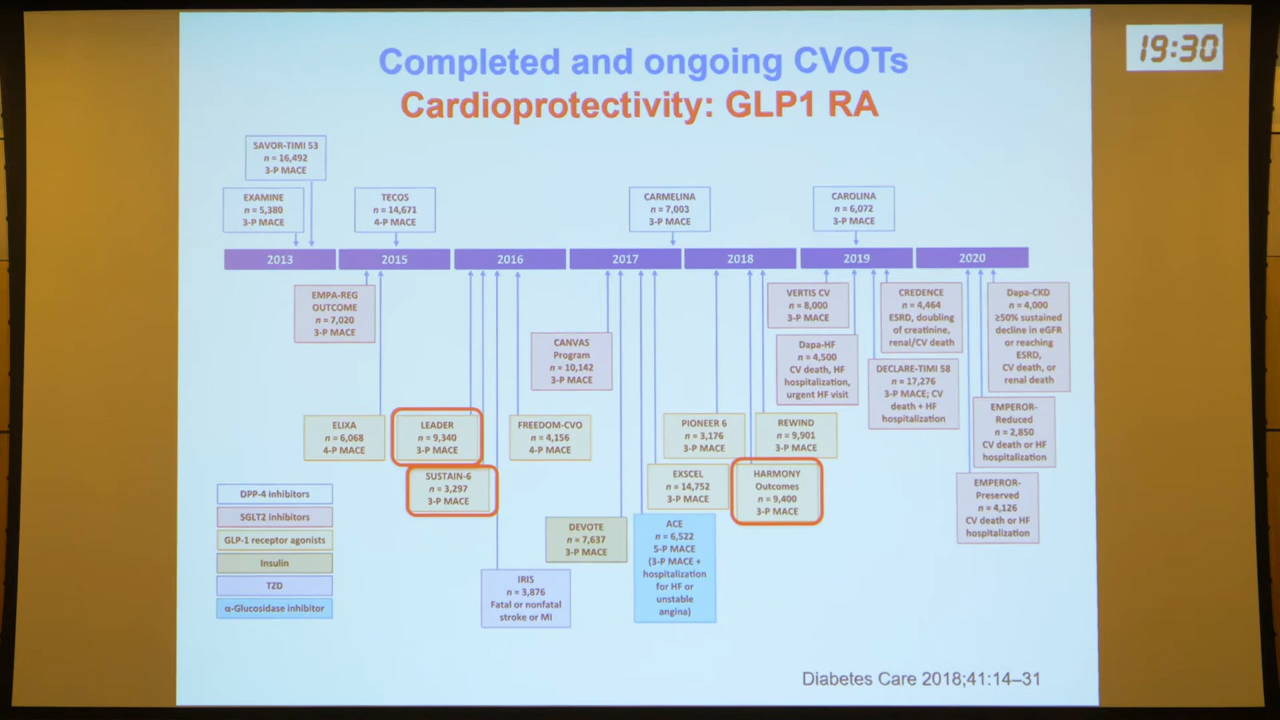 19:30
Completed and ongoing CVOTs
Cardioprotectivity: GLP1 RA
SAVOR-TIMI 53
n = 16,492
3-P MACE
EXAMINE
n = 5,380
3-P MACE
TECOS
n = 14,671
4-P MACE
CARMELINA
n = 7,003
3-P MACE
CAROLINA
n = 6,072
3-P MACE
2013
2015
2016
2017
2018
2019
2020
EMPA-REG
OUTCOME
n = 7,020
3-P MACE
CANVAS
Program
n = 10,142
3-P MACE
VERTIS CV
n = 8,000
3-P MACE
Dapa-HF
n = 4,500
CV death, HF
hospitalization,
urgent HF visit
CREDENCE
n = 4,464
ESRD, doubling
of creatinine,
renal/CV death
DECLARE-TIMI 58
n = 17,276
3-P MACE; CV
death + HF
hospitalization
Dapa-CKD
n = 4,000
≥50% sustained
decline in eGFR
or reaching
ESRD,
CV death, or
renal death
EMPEROR-
Reduced
n = 2,850
CV death or HF
hospitalization
EMPEROR-
Preserved
n = 4,126
CV death or HF
hospitalization
ELIXA
n = 6,068
4-P MACE
LEADER
n = 9,340
3-P MACE
SUSTAIN-6
n = 3,297
3-P MACE
FREEDOM-CVO
n = 4,156
4-P MACE
PIONEER 6
n = 3,176
3-P MACE
REWIND
n = 9,901
3-P MACE
EXSCEL
n = 14,752
3-P MACE
HARMONY
Outcomes
n = 9,400
3-P MACE
DEVOTE
n = 7,637
3-P MACE
ACE
n = 6,522
5-P MACE
(3-P MACE +
hospitalization
for HF or
unstable
angina)
IRIS
n = 3,876
Fatal or nonfatal
stroke or MI
DPP-4 inhibitors
SGLT2 inhibitors
GLP-1 receptor agonists
Insulin
TZD
α-Glucosidase inhibitor
Diabetes Care 2018;41:14–31